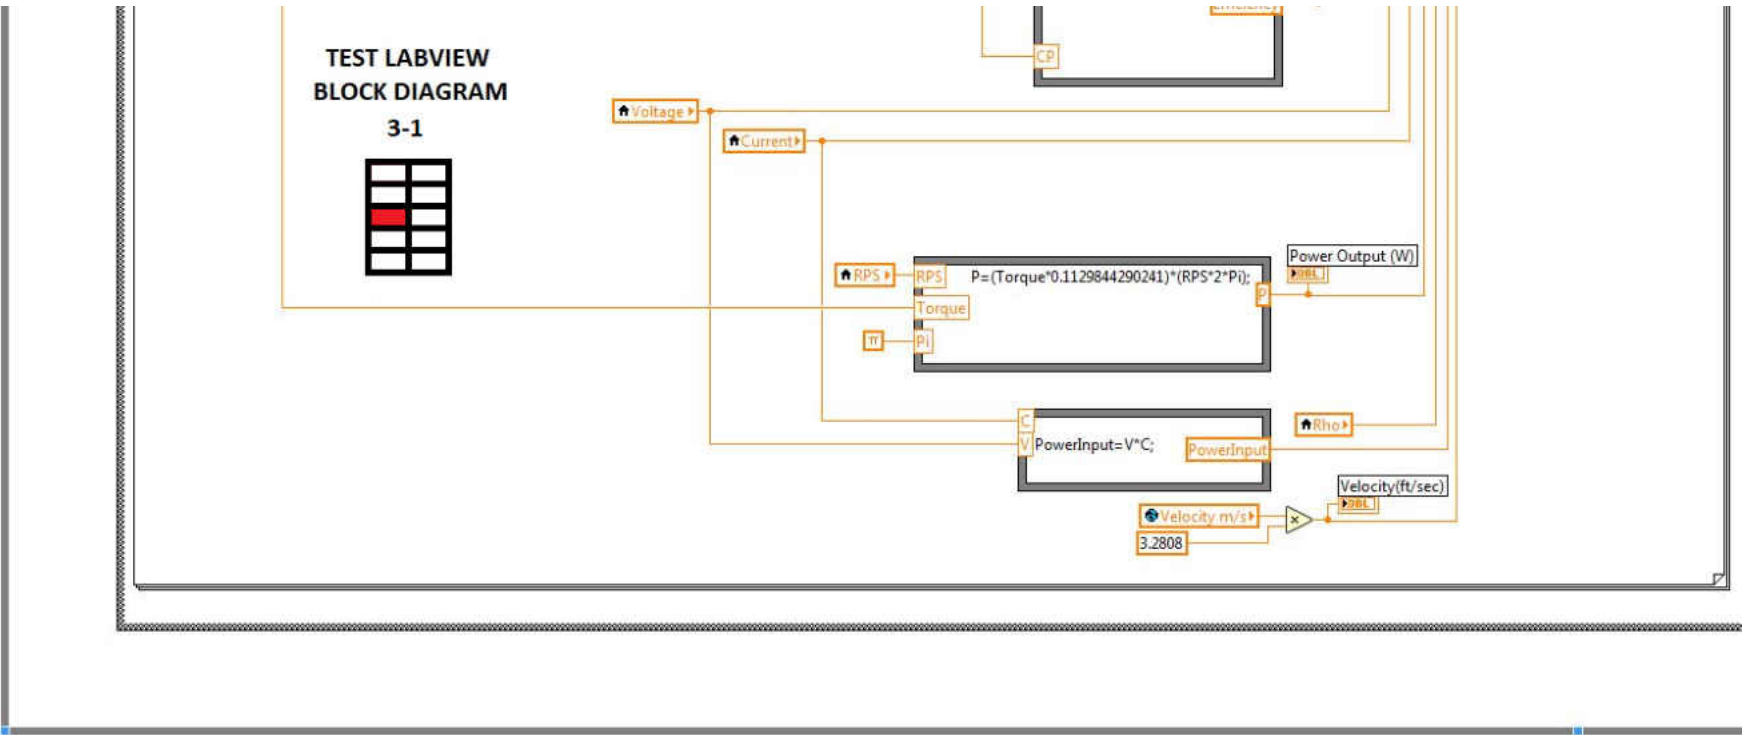 Efficiency
TEST LABVIEW
BLOCK DIAGRAM
3-1
CP
Voltage
Current
Power Output (W)
DBL
RPS
RPS
P=(Torque*0.1129844290241)*(RPS*2*Pi);
P
Torque
π
Pi
C
V
PowerInput=V*C;
PowerInput
Rho
Velocity(ft/sec)
DBL
Velocity m/s
×
3.2808